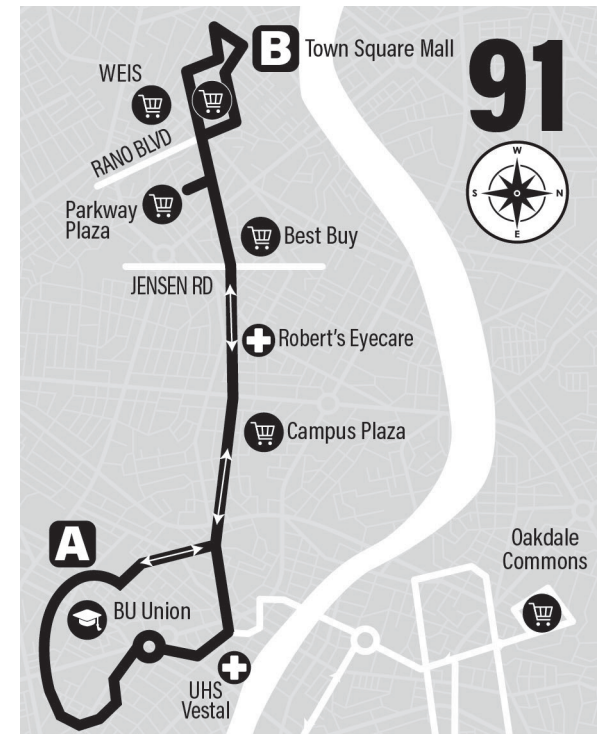 B
Town Square Mall
91
WEIS
W
S
N
E
RANO BLVD
Parkway
Plaza
Best Buy
JENSEN RD
Robert's Eyecare
Campus Plaza
A
Oakdale
Commons
BU Union
UHS
Vestal